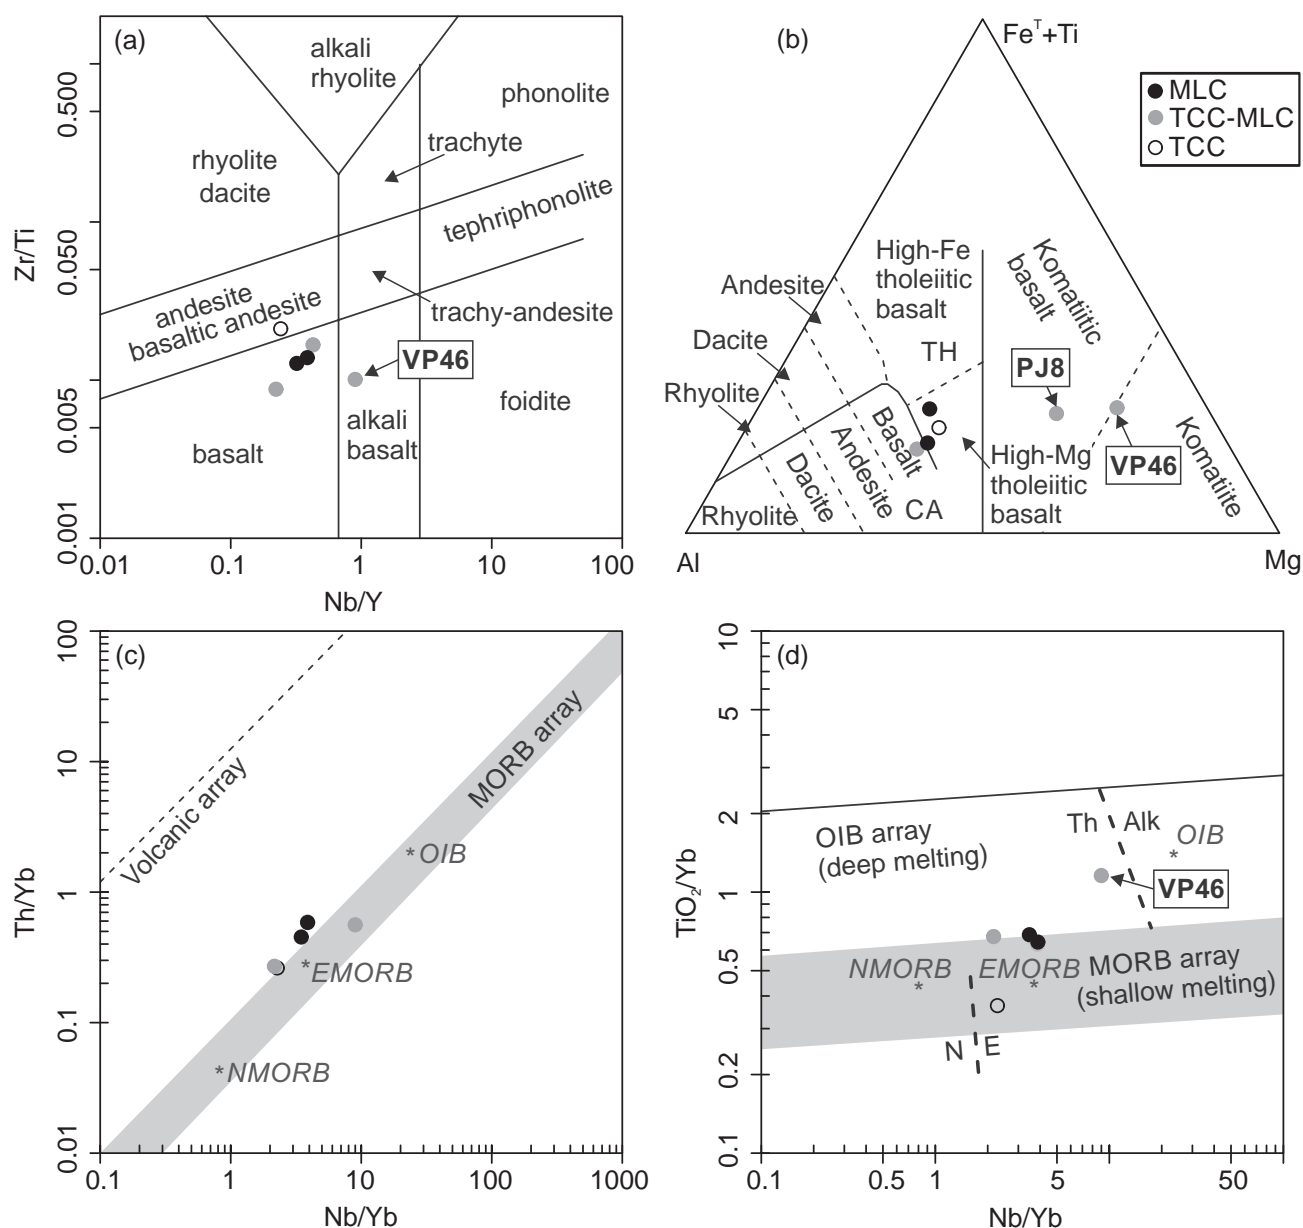 (a)
alkali
rhyolite
phonolite
trachyte
rhyolite
dacite
tephriphonolite
andesite
basaltic andesite
trachy-andesite
VP46
alkali
basalt
foidite
basalt
0.500
0.050
0.005
0.001
Zr/Ti
0.01
0.1
1
10
100
Nb/Y
(b)
Feᵀ+Ti
MLC
TCC-MLC
TCC
High-Fe
tholeiitic
basalt
Komatiitic
basalt
Andesite
Dacite
Rhyolite
TH
PJ8
VP46
Basalt
Andesite
Dacite
Rhyolite
CA
High-Mg
tholeiitic
basalt
Komatiite
Al
Mg
(c)
100
10
1
0.1
0.01
Th/Yb
Volcanic array
MORB array
*OIB
*EMORB
*NMORB
0.1
1
10
100
1000
Nb/Yb
(d)
10
5
2
1
0.5
0.2
0.1
TiO₂/Yb
OIB array
(deep melting)
Th
Alk
OIB
*
VP46
NMORB
*
EMORB
*
MORB array
(shallow melting)
N
E
0.1
0.5
1
5
50
Nb/Yb